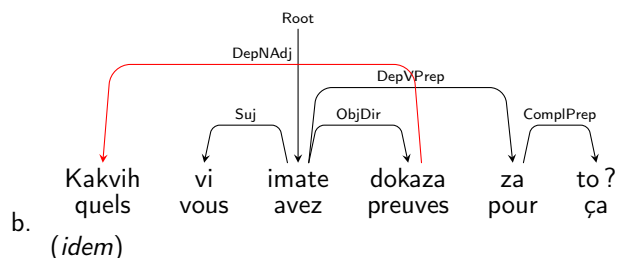 Root
DepNAdj
DepVPrep
Suj ObjDir ComplPrep
Kakvih vi imate dokaza za to ?
quels vous avez preuves pour ça
b.
(idem)